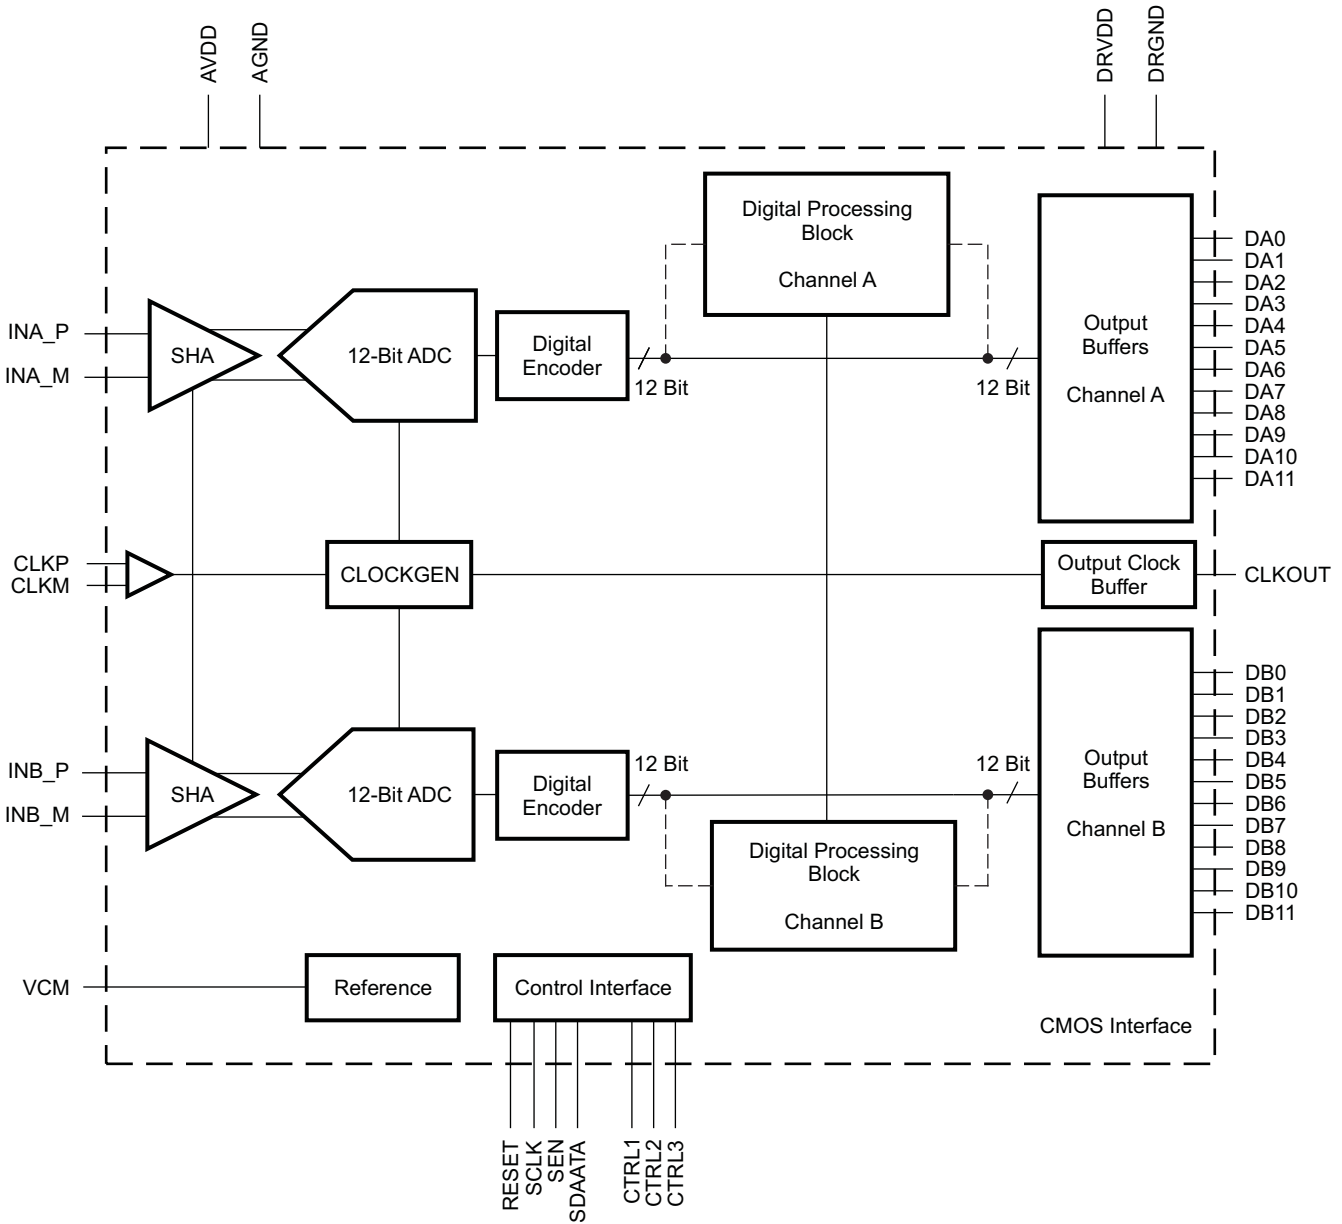 AVDD
AGND
DRVDD
DRGND
Digital Processing
Block
Channel A
INA_P
INA_M
SHA
12-Bit ADC
Digital
Encoder
12 Bit
12 Bit
Output
Buffers
Channel A
DA0
DA1
DA2
DA3
DA4
DA5
DA6
DA7
DA8
DA9
DA10
DA11
CLKP
CLKM
CLOCKGEN
Output Clock
Buffer
CLKOUT
INB_P
INB_M
SHA
12-Bit ADC
Digital
Encoder
12 Bit
12 Bit
Digital Processing
Block
Channel B
Output
Buffers
Channel B
DB0
DB1
DB2
DB3
DB4
DB5
DB6
DB7
DB8
DB9
DB10
DB11
VCM
Reference
Control Interface
CMOS Interface
RESET
SCLK
SEN
SDAATA
CTRL1
CTRL2
CTRL3